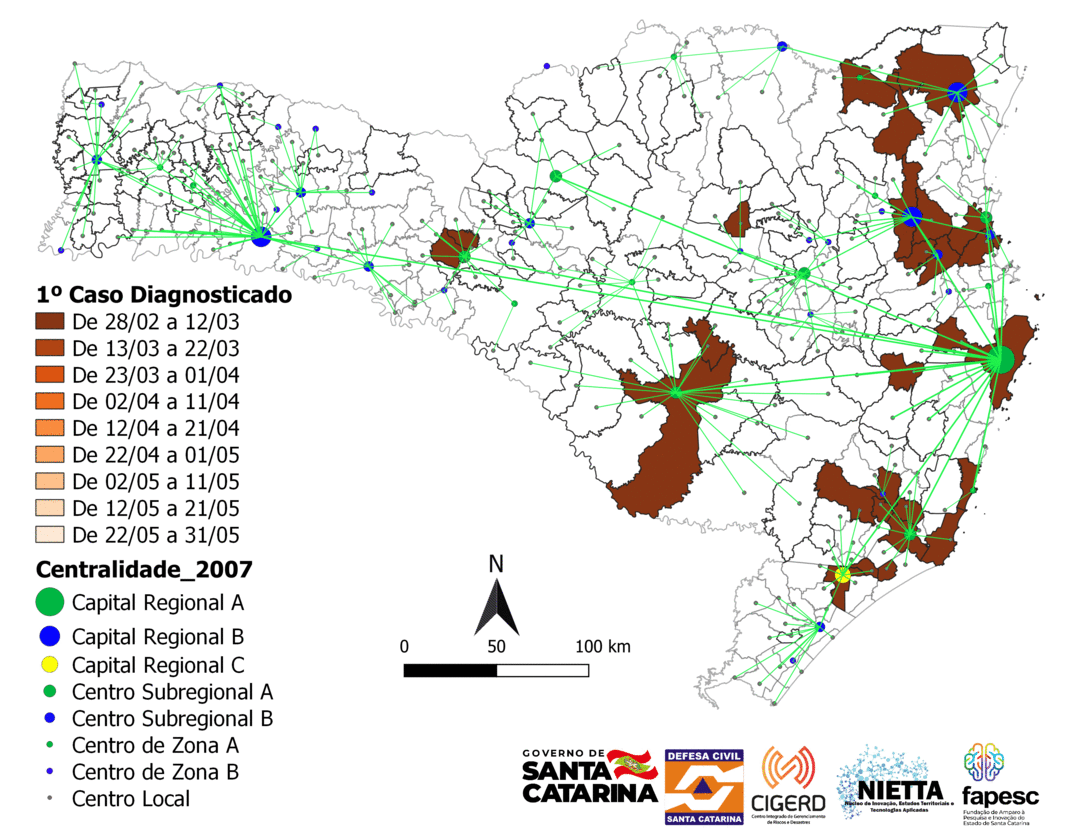 1º Caso Diagnosticado
De 28/02 a 12/03
De 13/03 a 22/03
De 23/03 a 01/04
De 02/04 a 11/04
De 12/04 a 21/04
De 22/04 a 01/05
De 02/05 a 11/05
De 12/05 a 21/05
De 22/05 a 31/05
Centralidade_2007
Capital Regional A
Capital Regional B
Capital Regional C
Centro Subregional A
Centro Subregional B
Centro de Zona A
Centro de Zona B
Centro Local
N
0 50 100 km
GOVERNO DE
SANTA
CATARINA
DEFESA CIVIL
SANTA CATARINA
CIGERD
Centro Integrado de Gerenciamento
de Riscos e Desastres
NIETTA
Núcleo de Inovação, Estudos Territoriais e
Tecnologias Aplicadas
fapesc
Fundação de Amparo à
Pesquisa e Inovação do
Estado de Santa Catarina